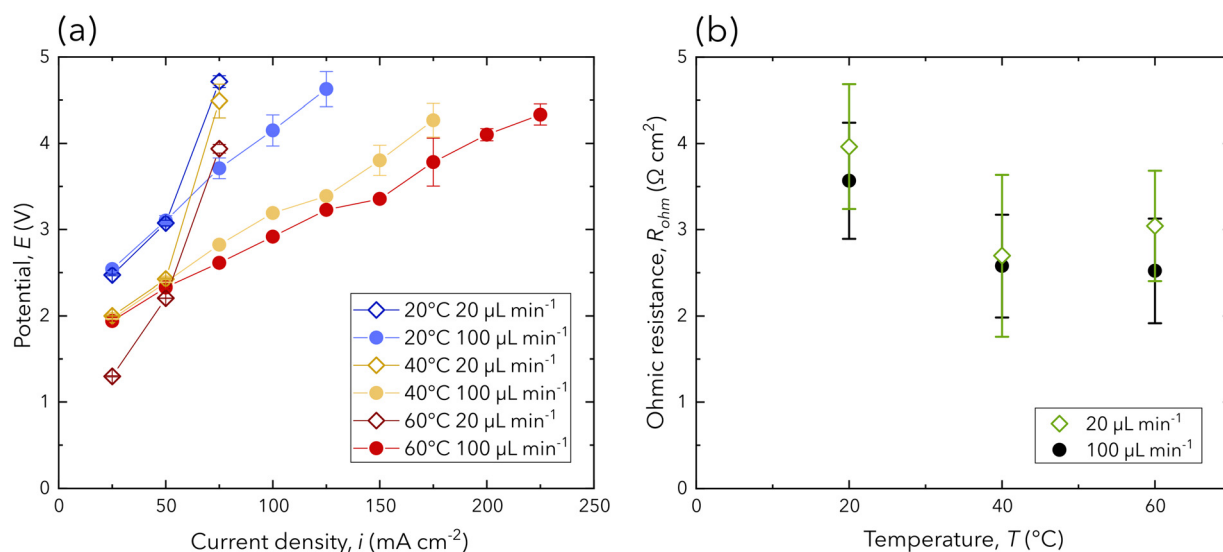 (a)
5
4
3
2
1
0
Potential, E (V)
20°C 20 µL min⁻¹
20°C 100 µL min⁻¹
40°C 20 µL min⁻¹
40°C 100 µL min⁻¹
60°C 20 µL min⁻¹
60°C 100 µL min⁻¹
0 50 100 150 200 250
Current density, i (mA cm⁻²)
(b)
5
4
3
2
1
0
Ohmic resistance, Rohm (Ω cm²)
20 µL min⁻¹
100 µL min⁻¹
0 20 40 60
Temperature, T (°C)